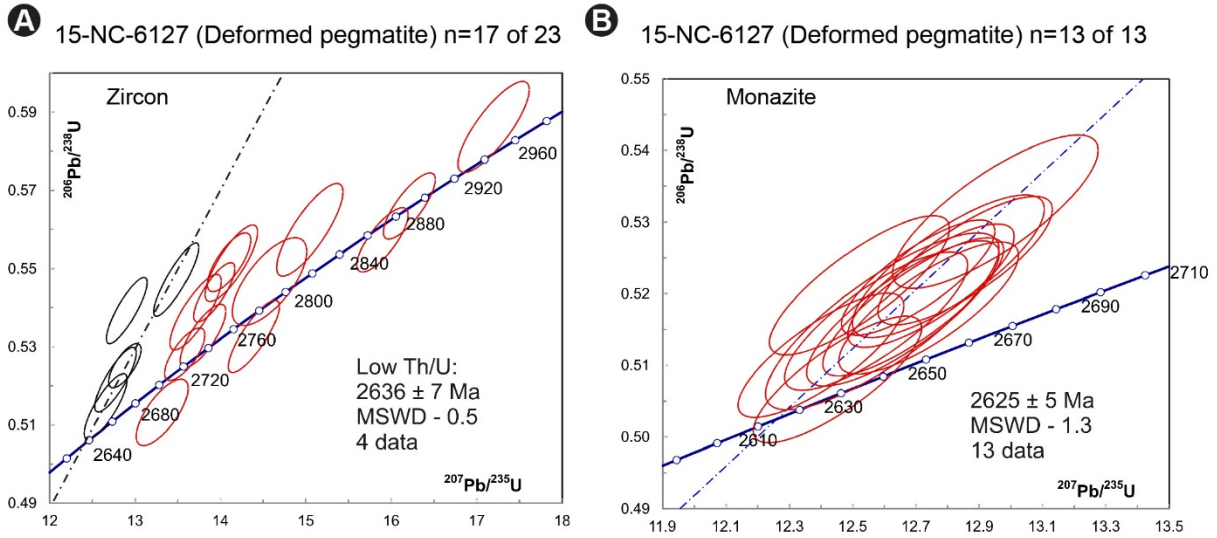 A
15-NC-6127 (Deformed pegmatite) n=17 of 23
Zircon
²⁰⁶Pb/²³⁸U
0.59
0.57
0.55
0.53
0.51
0.49
2960
2920
2880
2840
2800
2760
2720
2680
2640
Low Th/U:
2636 ± 7 Ma
MSWD - 0.5
4 data
²⁰⁷Pb/²³⁵U
12 13 14 15 16 17 18
B
15-NC-6127 (Deformed pegmatite) n=13 of 13
Monazite
²⁰⁶Pb/²³⁸U
0.55
0.54
0.53
0.52
0.51
0.50
0.49
2710
2690
2670
2650
2630
2610
2625 ± 5 Ma
MSWD - 1.3
13 data
²⁰⁷Pb/²³⁵U
11.9 12.1 12.3 12.5 12.7 12.9 13.1 13.3 13.5